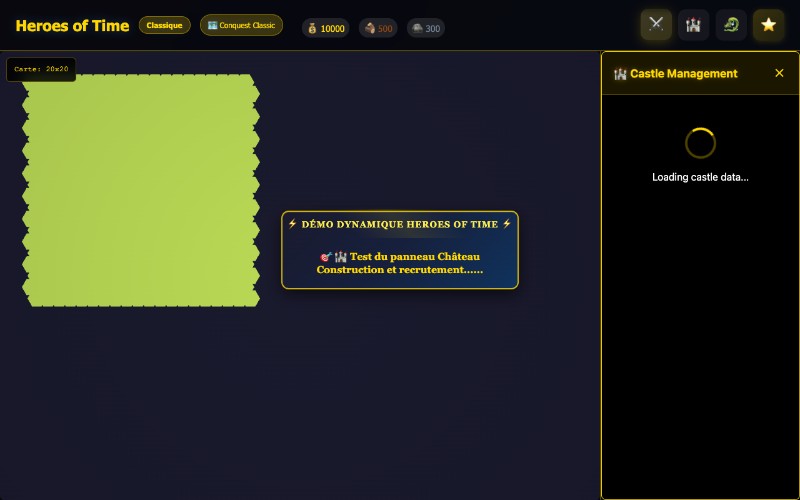 Heroes of Time
Classique
Conquest Classic
10000
500
300
Carte: 20x20
Castle Management
Loading castle data...
DÉMO DYNAMIQUE HEROES OF TIME
Test du panneau Château
Construction et recrutement......